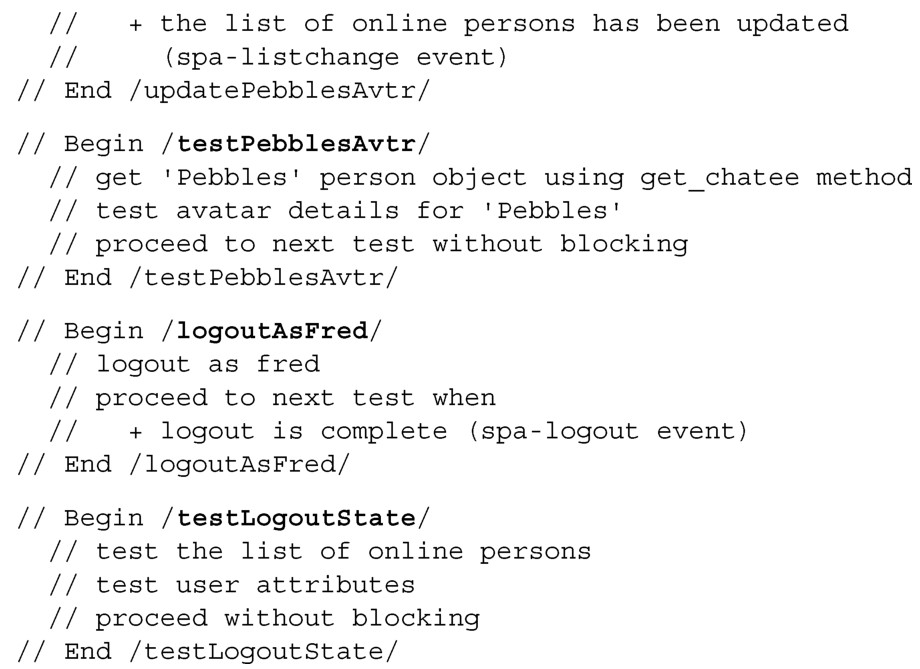 //   + the list of online persons has been updated
//     (spa-listchange event)
// End /updatePebblesAvtr/
// Begin /testPebblesAvtr/
// get 'Pebbles' person object using get_chatee method
// test avatar details for 'Pebbles'
// proceed to next test without blocking
// End /testPebblesAvtr/
// Begin /logoutAsFred/
// logout as fred
// proceed to next test when
//   + logout is complete (spa-logout event)
// End /logoutAsFred/
// Begin /testLogoutState/
// test the list of online persons
// test user attributes
// proceed without blocking
// End /testLogoutState/